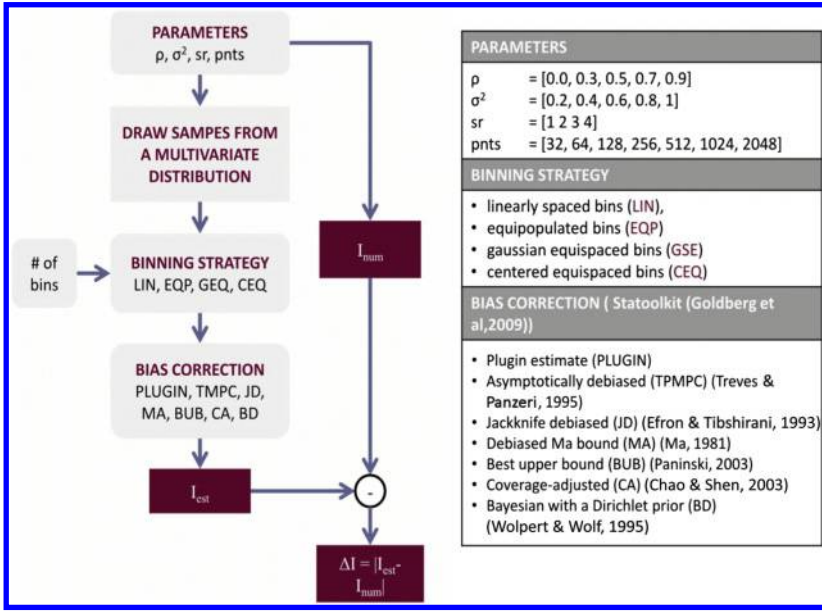 PARAMETERS
ρ, σ², sr, pnts
DRAW SAMPES FROM
A MULTIVARIATE
DISTRIBUTION
# of
bins
BINNING STRATEGY
LIN, EQP, GEQ, CEQ
BIAS CORRECTION
PLUGIN, TMPC, JD,
MA, BUB, CA, BD
I_est
I_num
-
ΔI = |I_est-
I_num|
PARAMETERS
ρ = [0.0, 0.3, 0.5, 0.7, 0.9]
σ² = [0.2, 0.4, 0.6, 0.8, 1]
sr = [1 2 3 4]
pnts = [32, 64, 128, 256, 512, 1024, 2048]
BINNING STRATEGY
• linearly spaced bins (LIN),
• equipopulated bins (EQP)
• gaussian equispaced bins (GSE)
• centered equispaced bins (CEQ)
BIAS CORRECTION ( Statoolkit (Goldberg et
al,2009))
• Plugin estimate (PLUGIN)
• Asymptotically debiased (TPMPC) (Treves &
Panzeri, 1995)
• Jackknife debiased (JD) (Efron & Tibshirani, 1993)
• Debiased Ma bound (MA) (Ma, 1981)
• Best upper bound (BUB) (Paninski, 2003)
• Coverage-adjusted (CA) (Chao & Shen, 2003)
• Bayesian with a Dirichlet prior (BD)
(Wolpert & Wolf, 1995)